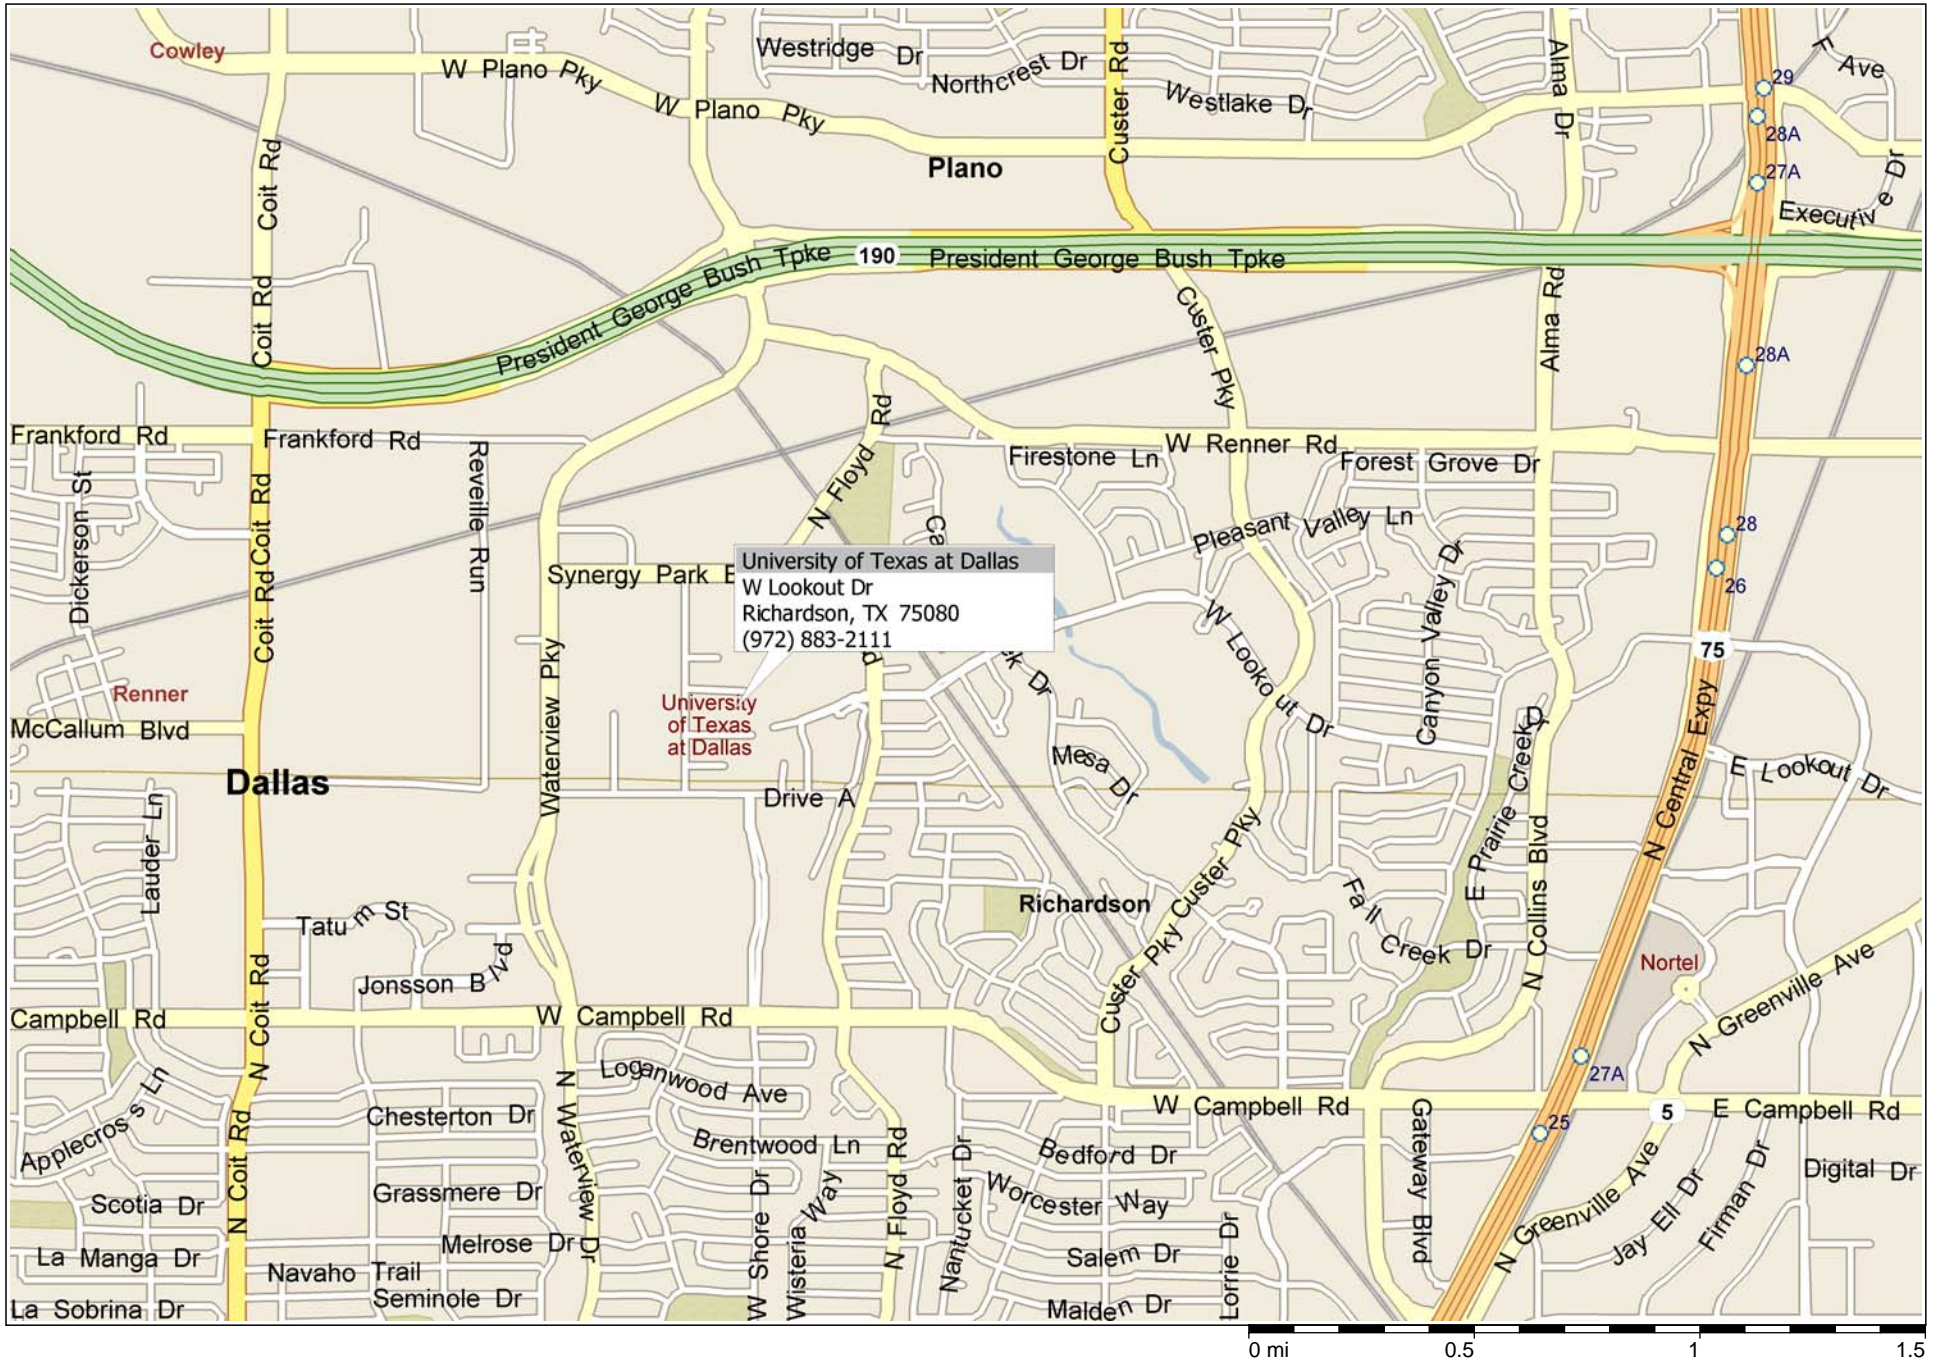 Cowley
W Plano Pky
W Plano Pky
Westridge Dr
Northcrest Dr
Custer Rd
Westlake Dr
Alma Dr
F Ave
29
28A
27A
Executive Dr
Plano
Coit Rd
Coit Rd
President George Bush Tpke
190
President George Bush Tpke
Custer Pky
Alma Rd
28A
Frankford Rd
Frankford Rd
Reveille Run
N Floyd Rd
Firestone Ln
W Renner Rd
Forest Grove Dr
Dickerson St
Coit Rd
Coit Rd
Pleasant Valley Ln
Canyon Valley Dr
28
26
Synergy Park
University of Texas at Dallas
W Lookout Dr
Richardson, TX 75080
(972) 883-2111
W Lookout Dr
75
Renner
McCallum Blvd
University
of Texas
at Dallas
Waterview Pky
Mesa Dr
E Prairie Creek Dr
N Central Expy
E Lookout Dr
Dallas
Drive A
Lauder Ln
Custer Pky
Custer Pky
N Collins Blvd
Richardson
Fall Creek Dr
Tatum St
Jonsson Blvd
N Coit Rd
Nortel
N Greenville Ave
Campbell Rd
W Campbell Rd
27A
Applecross Ln
Loganwood Ave
N Waterview Dr
Chesterton Dr
W Campbell Rd
5
E Campbell Rd
25
Brentwood Ln
Bedford Dr
Gateway Blvd
Digital Dr
N Coit Rd
Scotia Dr
Grassmere Dr
W Shore Dr
Wisteria Way
N Floyd Rd
Nantucket Dr
Worcester Way
N Greenville Ave
Jay Ell Dr
Firman Dr
La Manga Dr
Melrose Dr
Salem Dr
Lorrie Dr
Navaho Trail
Seminole Dr
La Sobrina Dr
Malden Dr
0 mi 0.5 1 1.5